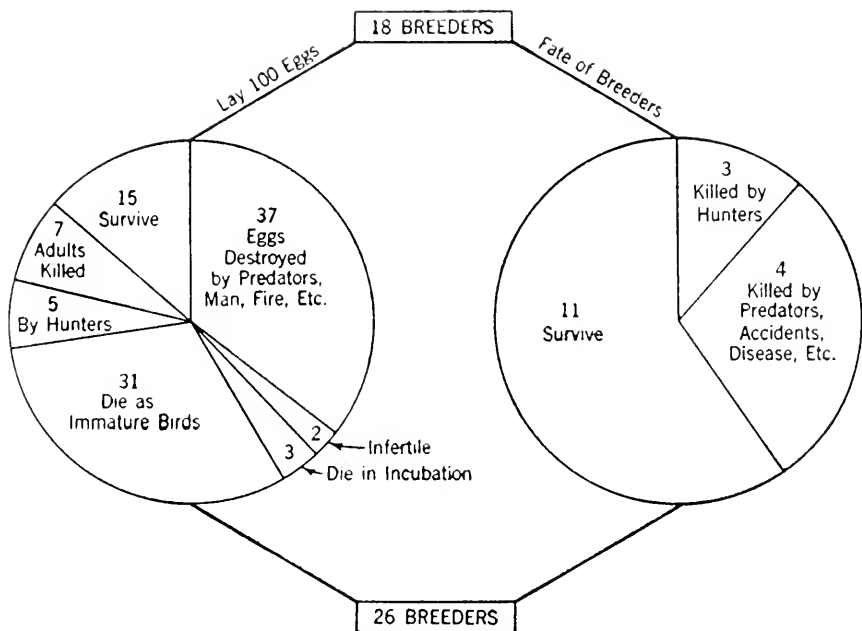 18 BREEDERS
Lay 100 Eggs
Fate of Breeders
15
Survive
7
Adults
Killed
5
By Hunters
31
Die as
Immature Birds
37
Eggs
Destroyed
by Predators,
Man, Fire, Etc.
2
3
Infertile
Die in Incubation
3
Killed by
Hunters
4
Killed by
Predators,
Accidents,
Disease, Etc.
11
Survive
26 BREEDERS